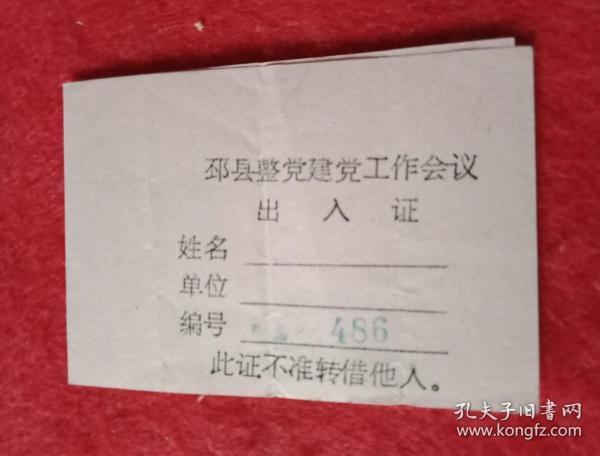 邳县整党建党工作会议
出入证
姓名
单位
编号 486
此证不准转借他人。
孔夫子旧书网
www.kongfz.com